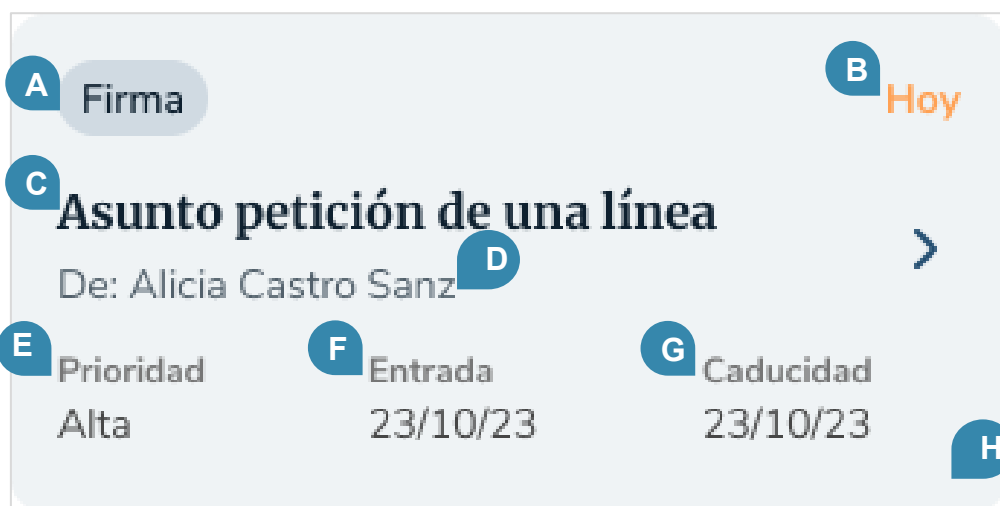 A Firma B Hoy
C Asunto petición de una línea
De: Alicia Castro Sanz D
E Prioridad F Entrada G Caducidad
Alta 23/10/23 23/10/23
H